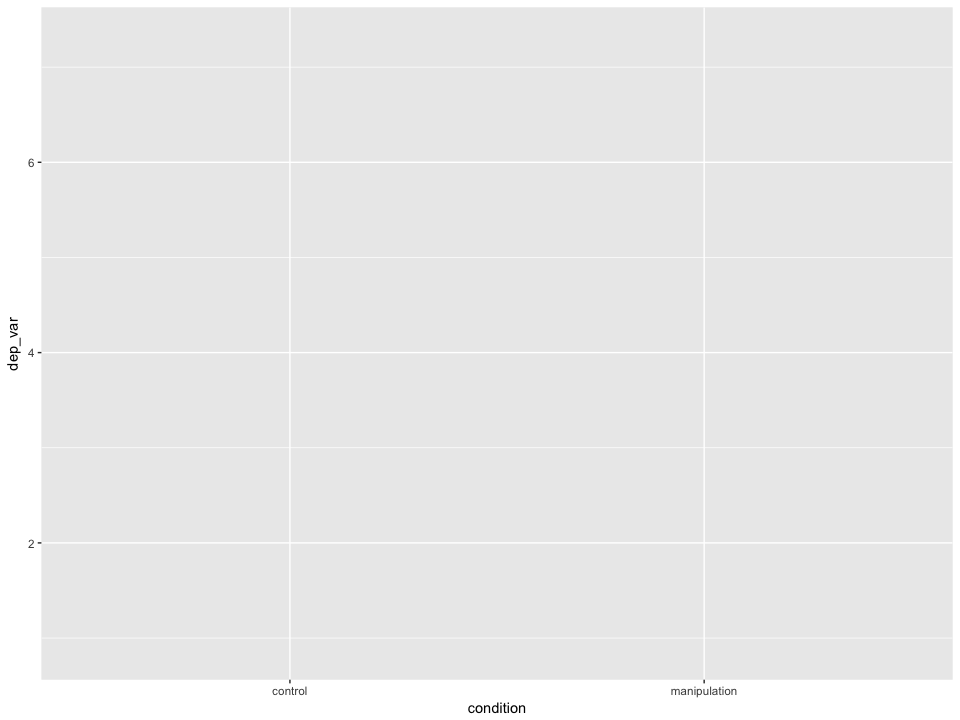 6
4
2
dep_var
control
manipulation
condition